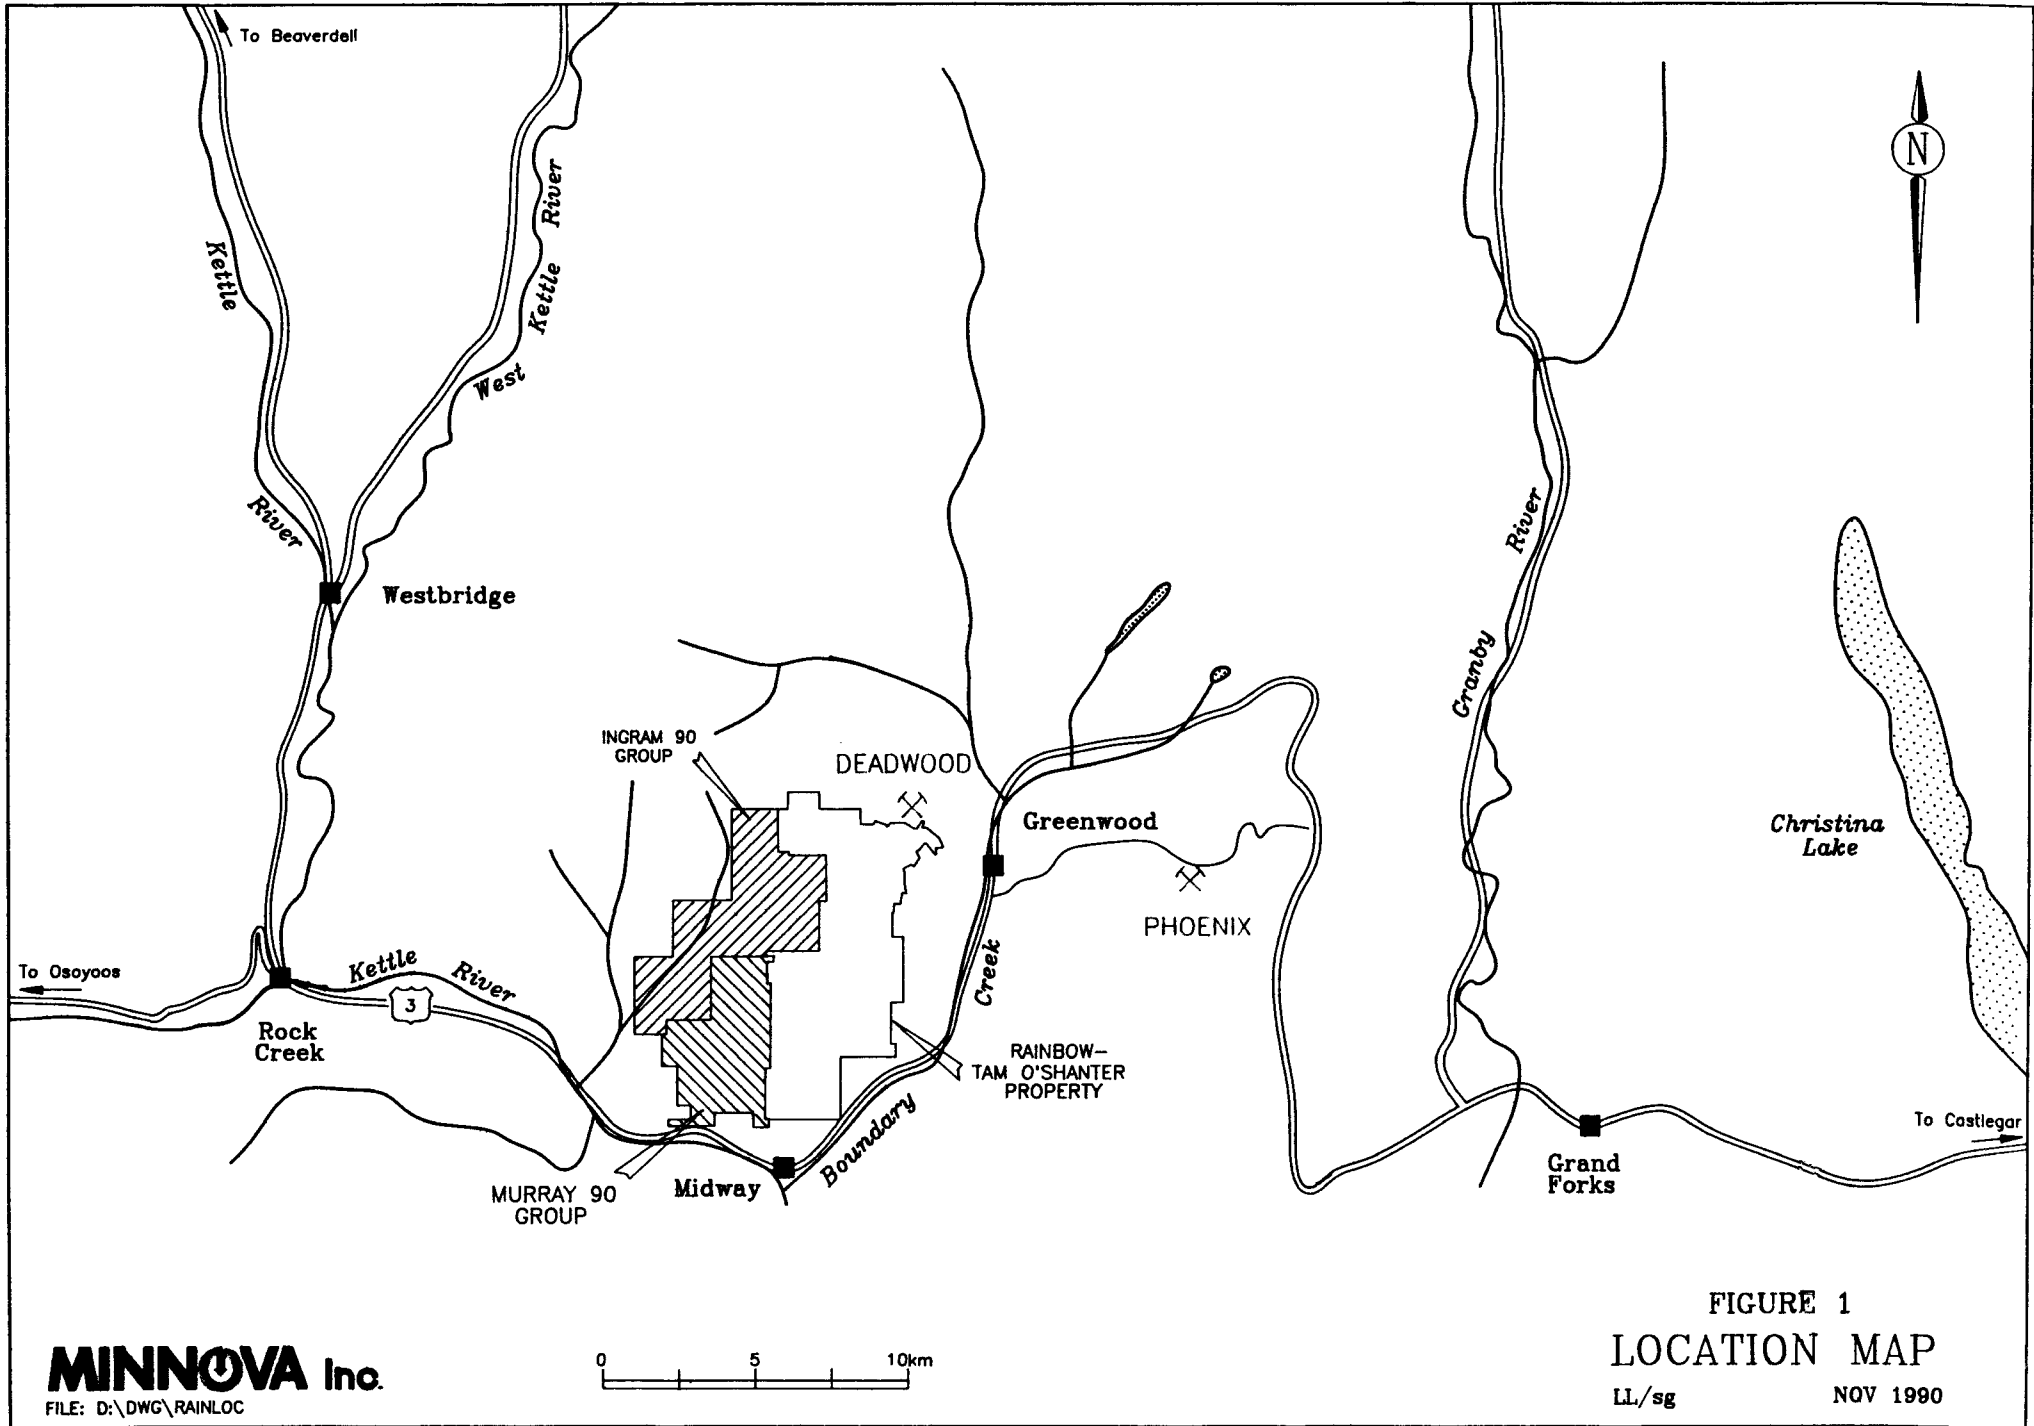 To Beaverdell
N
Kettle
River
West
Kettle
River
Westbridge
Granby
River
INGRAM 90
GROUP
DEADWOOD
Greenwood
Christina
Lake
PHOENIX
To Osoyoos
Kettle
River
3
Rock
Creek
Creek
RAINBOW-
TAM O'SHANTER
PROPERTY
Boundary
To Castlegar
Grand
Forks
MURRAY 90
GROUP
Midway
FIGURE 1
LOCATION MAP
LL/sg
NOV 1990
0
5
10km
MINNOVA Inc.
FILE: D:\DWG\RAINLOC